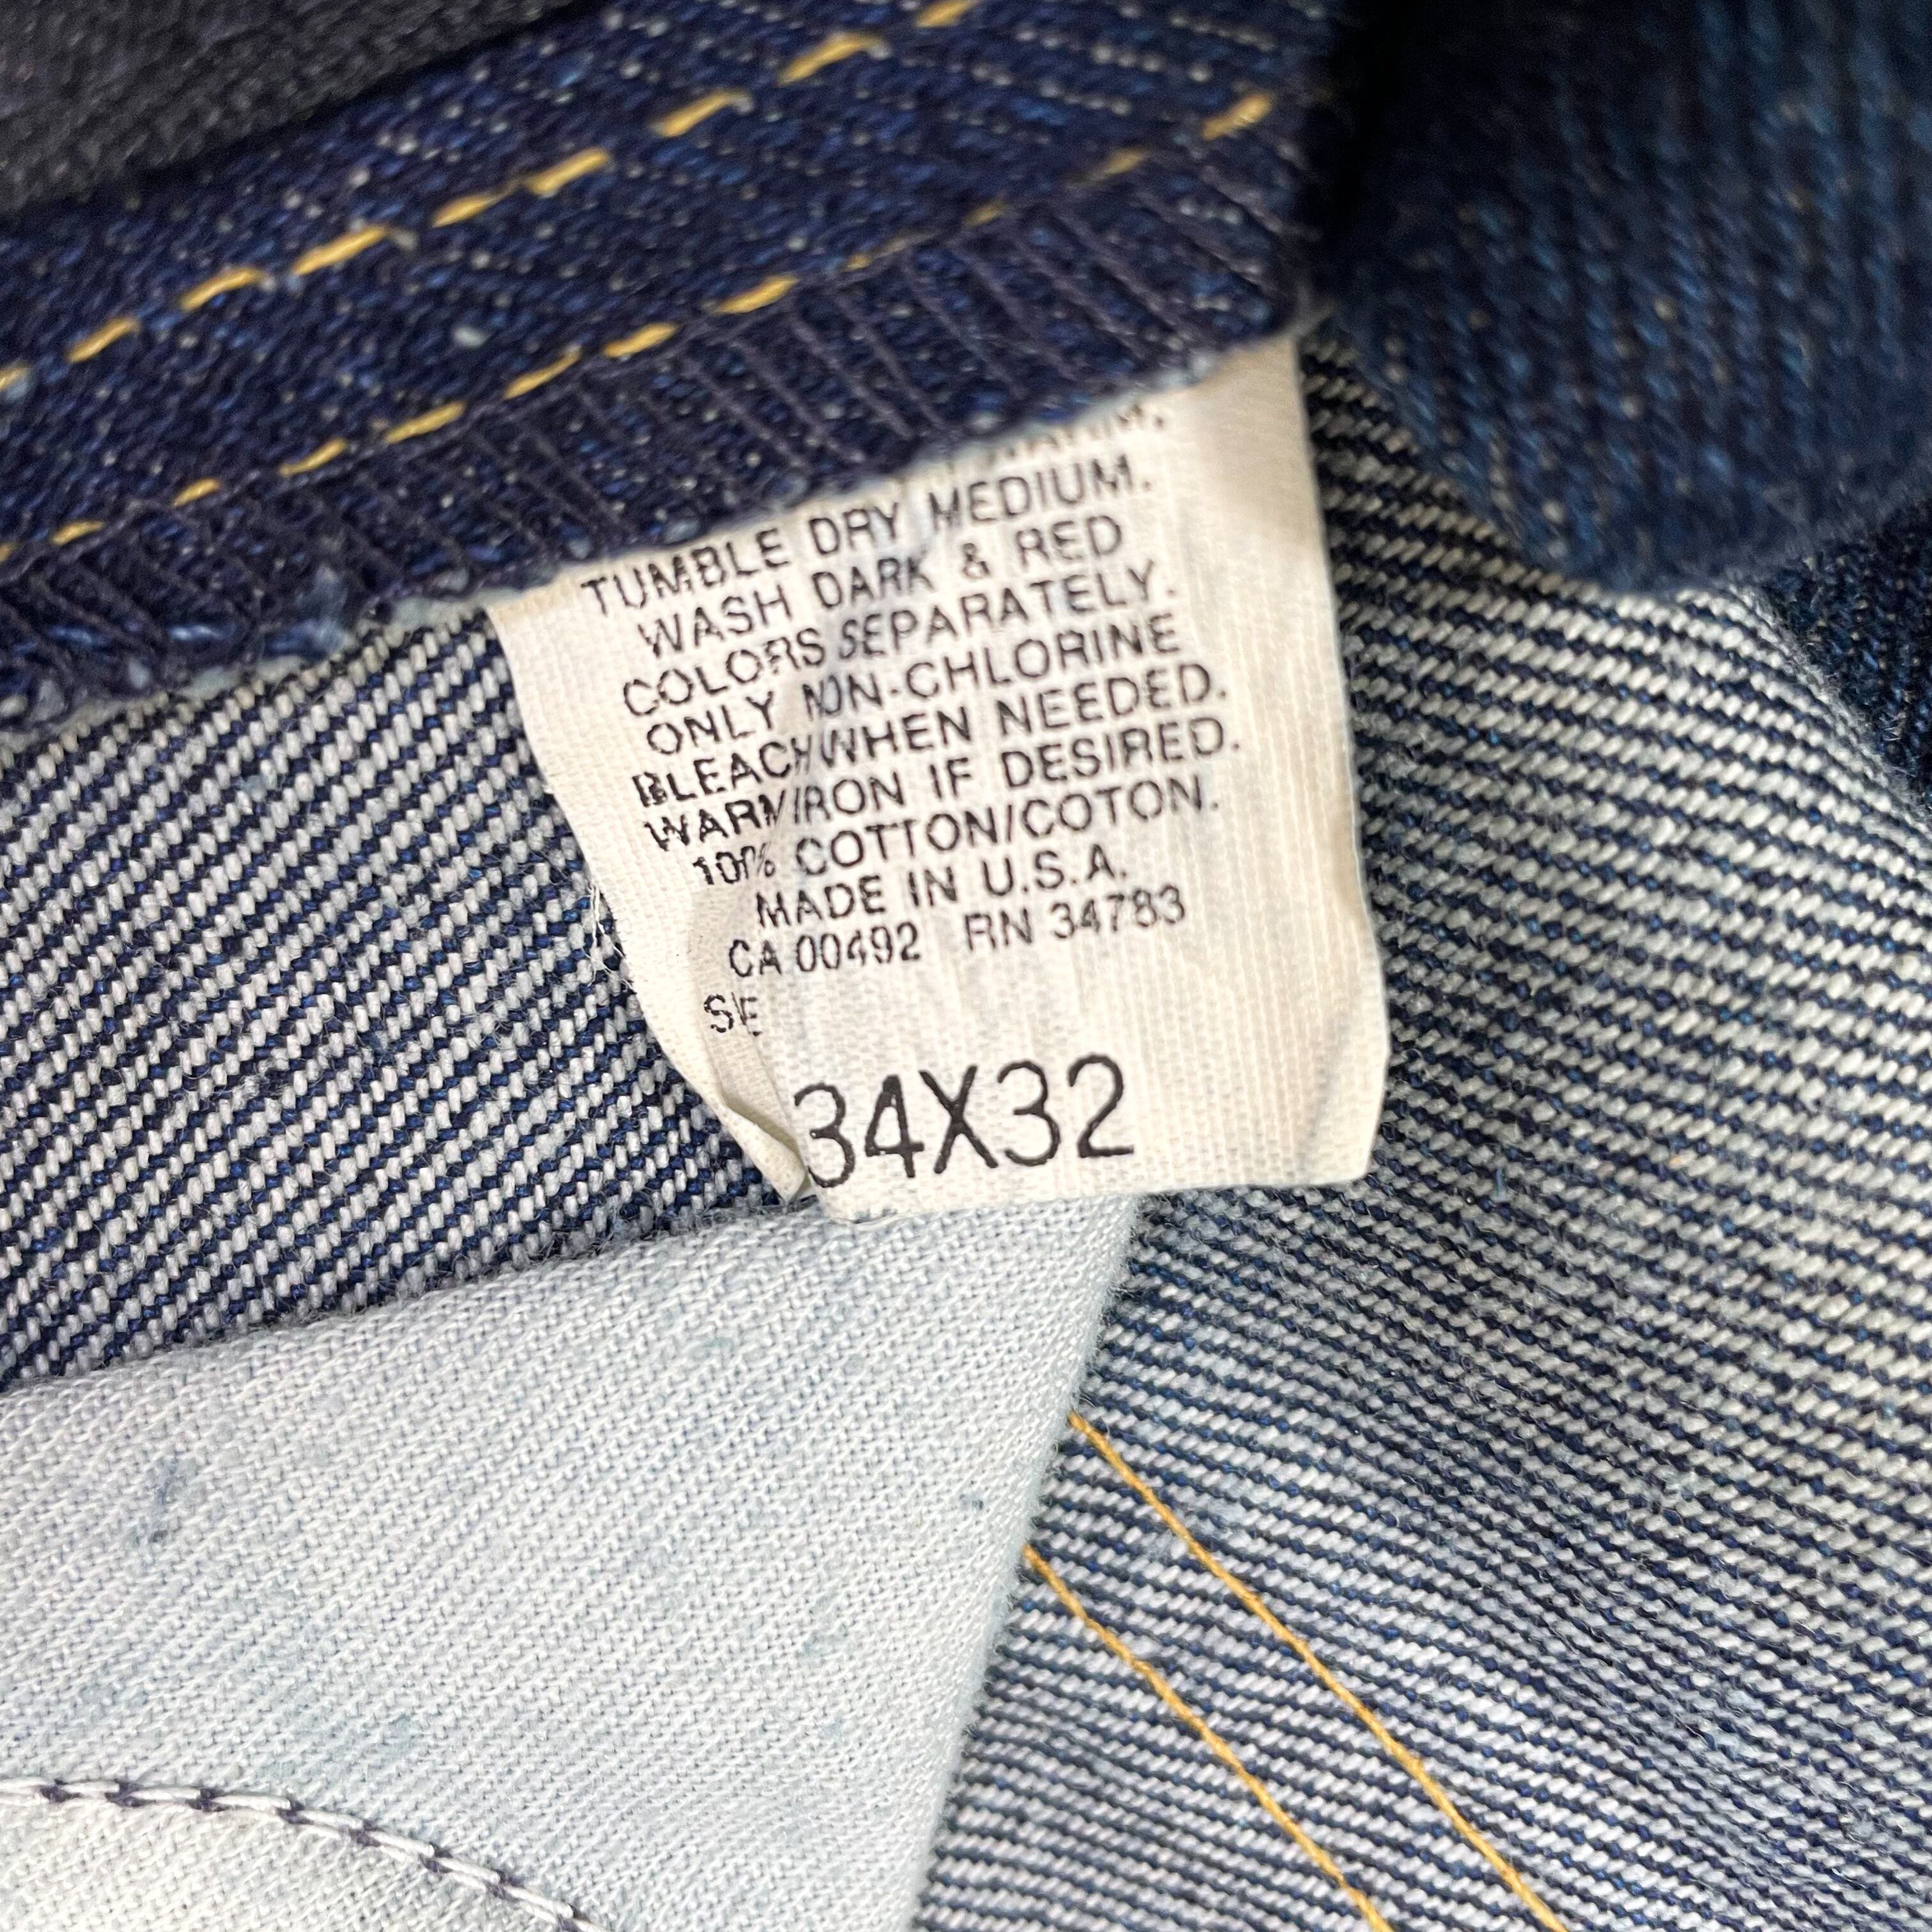 TUMBLE DRY MEDIUM.
WASH DARK & RED
COLORS SEPARATELY.
ONLY NON-CHLORINE
BLEACH WHEN NEEDED.
WARM IRON IF DESIRED.
100% COTTON/COTON.
MADE IN U.S.A.
CA 00492 RN 34783
34X32